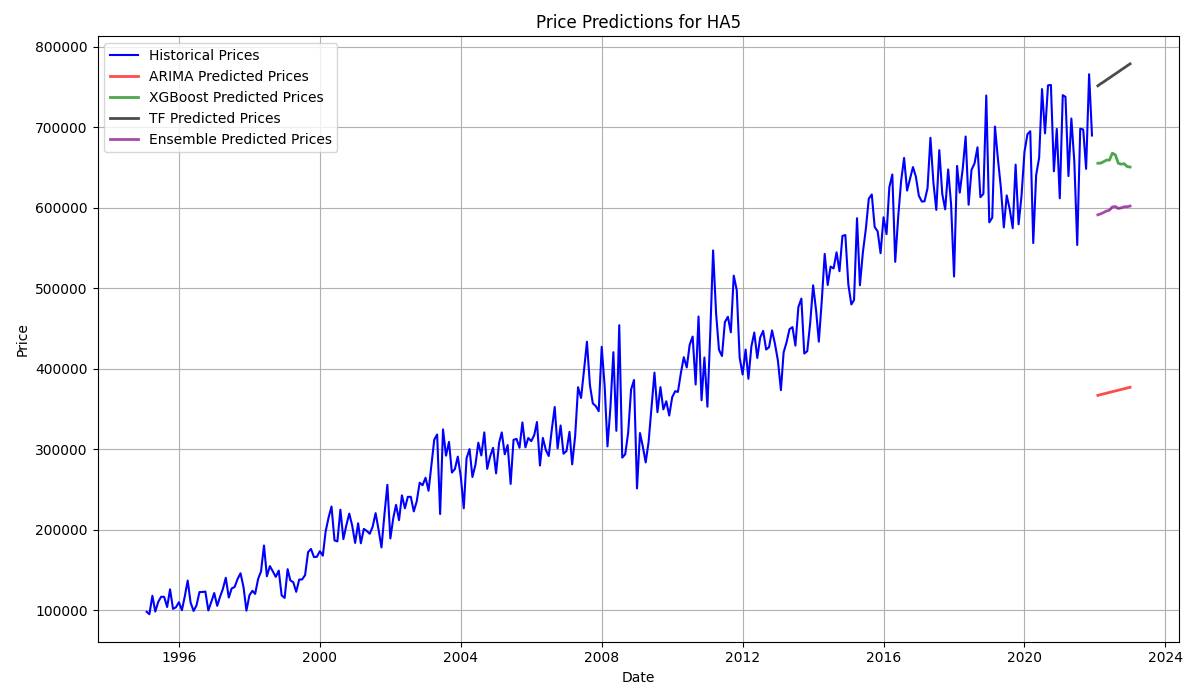 Price Predictions for HA5
800000
700000
600000
500000
400000
300000
200000
100000
Price
Historical Prices
ARIMA Predicted Prices
XGBoost Predicted Prices
TF Predicted Prices
Ensemble Predicted Prices
1996 2000 2004 2008 2012 2016 2020 2024
Date